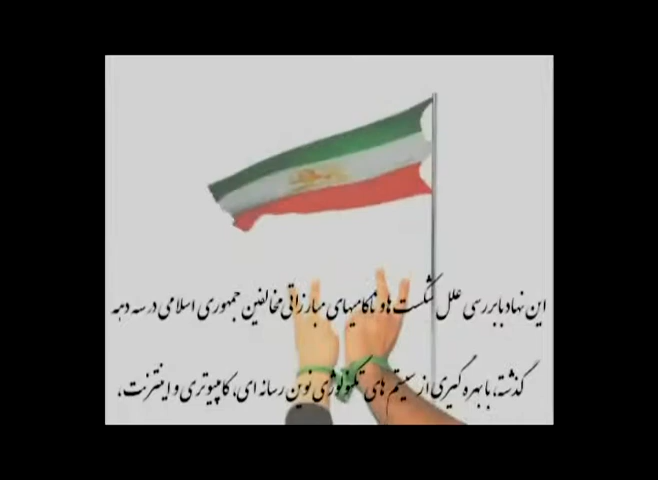 این نهاد با بررسی علل شکست ها و ناکامیهای مبارزاتی مخالفین جمهوری اسلامی در سه دهه
گذشته، با بهره گیری از سیستم های تکنولوژی نوین رسانه ای، کامپیوتری و اینترنت،